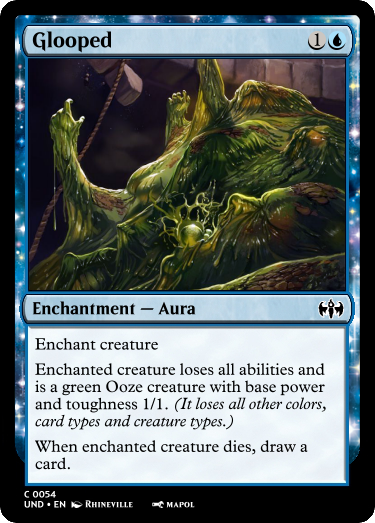 Glooped 1
Enchantment — Aura
Enchant creature
Enchanted creature loses all abilities and
is a green Ooze creature with base power
and toughness 1/1. (It loses all other colors,
card types and creature types.)
When enchanted creature dies, draw a
card.
C 0054
UND • EN RHINEVILLE MAPOL